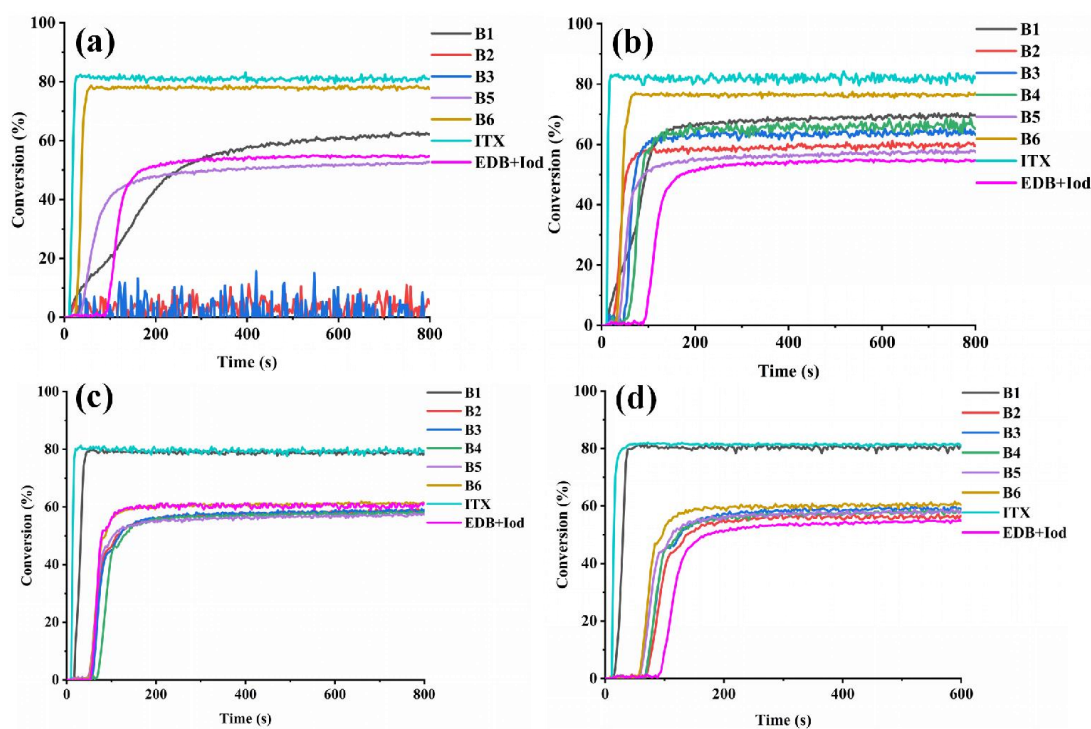 (a)
Conversion (%)
100
80
60
40
20
0
0 200 400 600 800
Time (s)
B1
B2
B3
B5
B6
ITX
EDB+Iod
(b)
Conversion (%)
100
80
60
40
20
0
0 200 400 600 800
Time (s)
B1
B2
B3
B4
B5
B6
ITX
EDB+Iod
(c)
Conversion (%)
100
80
60
40
20
0
0 200 400 600 800
Time (s)
B1
B2
B3
B4
B5
B6
ITX
EDB+Iod
(d)
Conversion (%)
100
80
60
40
20
0
0 200 400 600
Time (s)
B1
B2
B3
B4
B5
B6
ITX
EDB+Iod